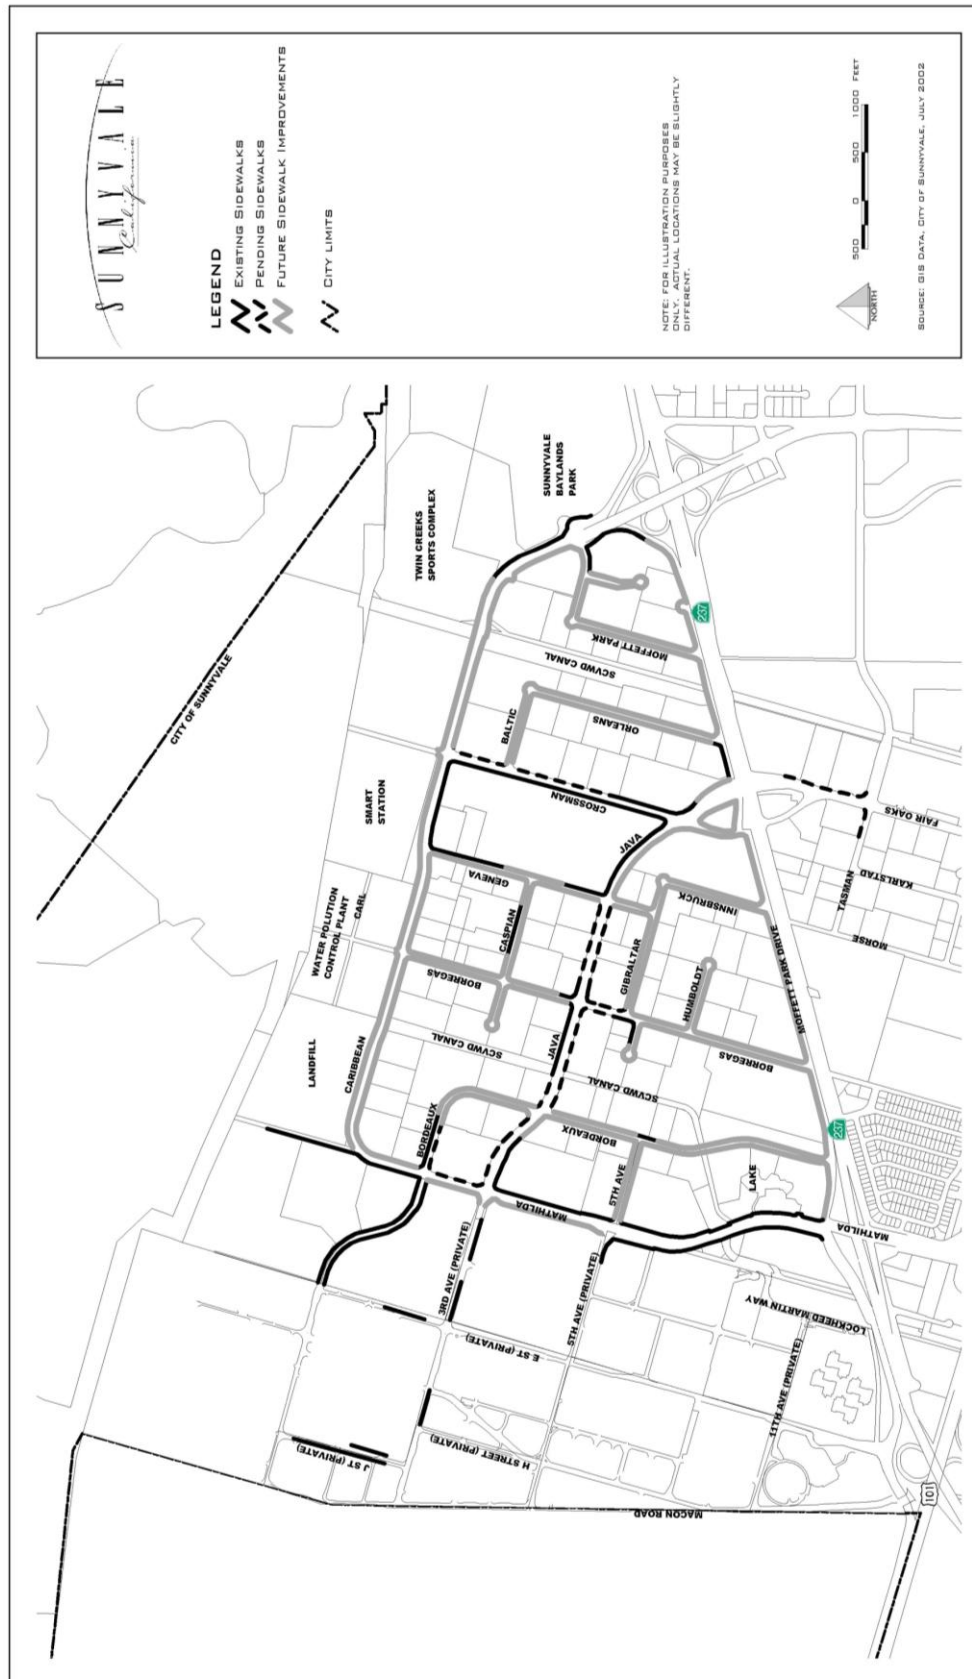 SUNNYVALE
California
LEGEND
EXISTING SIDEWALKS
PENDING SIDEWALKS
FUTURE SIDEWALK IMPROVEMENTS
CITY LIMITS
NOTE: FOR ILLUSTRATION PURPOSES
ONLY. ACTUAL LOCATIONS MAY BE SLIGHTLY
DIFFERENT.
500 0 500 1000 FEET
NORTH
SOURCE: GIS DATA, CITY OF SUNNYVALE, JULY 2002
CITY OF SUNNYVALE
TWIN CREEKS
SPORTS COMPLEX
SUNNYVALE
BAYLANDS
PARK
SMART
STATION
WATER POLUTION
CONTROL PLANT
CARL
LANDFILL
CARIBBEAN
MOFFETT PARK
SCVWD CANAL
ORLEANS
BALTIC
CROSSMAN
JAVA
GENEVA
CASPIAN
BORREGAS
SCVWD CANAL
JAVA
BORDEAUX
GIBRALTAR
INNSBRUCK
HUMBOLDT
BORREGAS
SCVWD CANAL
BORDEAUX
5TH AVE
LAKE
MATHILDA
MATHILDA
MOFFETT PARK DRIVE
237
237
FAIR OAKS
TASMAN
KARLSTAD
MORSE
3RD AVE (PRIVATE)
5TH AVE (PRIVATE)
E ST (PRIVATE)
LOCKHEED MARTIN WAY
11TH AVE (PRIVATE)
H STREET (PRIVATE)
J ST (PRIVATE)
MACON ROAD
101